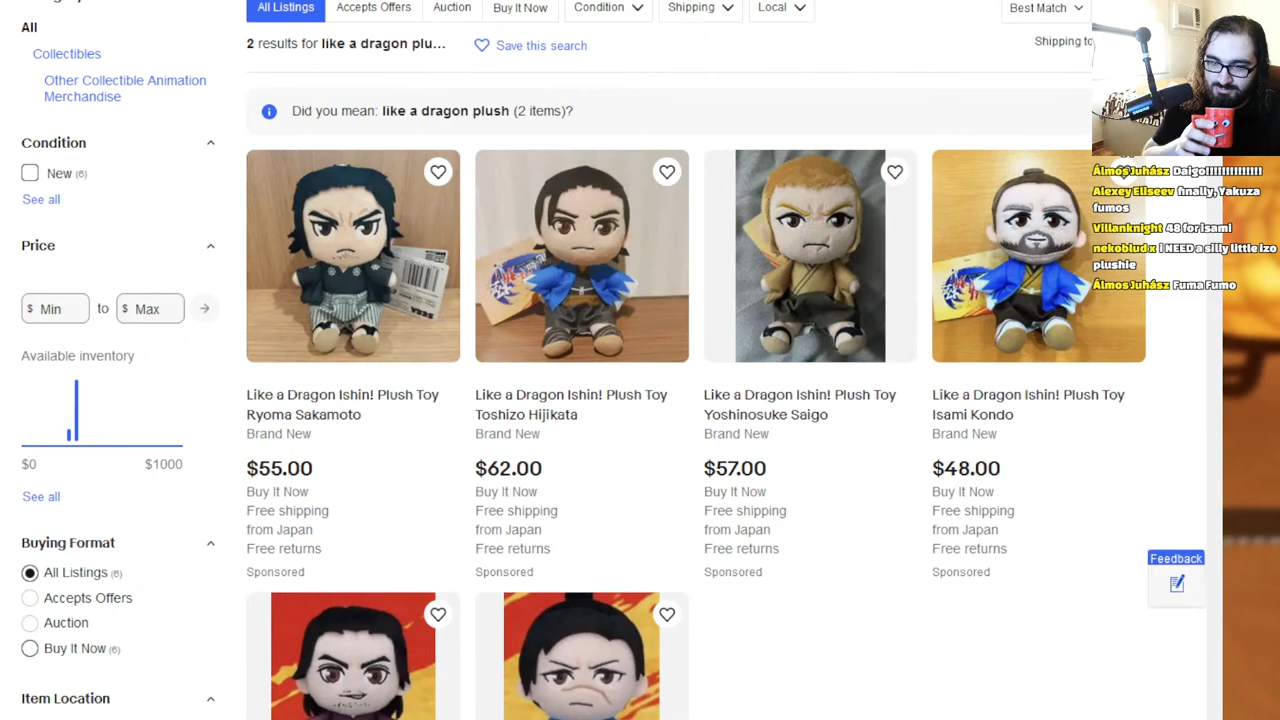 All Listings
Accepts Offers
Auction
Buy It Now
Condition
Shipping
Local
Best Match
All
Collectibles
Other Collectible Animation
Merchandise
2 results for like a dragon plu...
Save this search
Shipping to
Did you mean: like a dragon plush (2 items)?
Condition
New (6)
See all
Price
$ Min
to
$ Max
Available inventory
$0
$1000
See all
Buying Format
All Listings (6)
Accepts Offers
Auction
Buy It Now (6)
Item Location
Like a Dragon Ishin! Plush Toy
Ryoma Sakamoto
Brand New
$55.00
Buy It Now
Free shipping
from Japan
Free returns
Sponsored
Like a Dragon Ishin! Plush Toy
Toshizo Hijikata
Brand New
$62.00
Buy It Now
Free shipping
from Japan
Free returns
Sponsored
Like a Dragon Ishin! Plush Toy
Yoshinosuke Saigo
Brand New
$57.00
Buy It Now
Free shipping
from Japan
Free returns
Sponsored
Like a Dragon Ishin! Plush Toy
Isami Kondo
Brand New
$48.00
Buy It Now
Free shipping
from Japan
Free returns
Sponsored
Feedback
Álmos Juhász Daigo!!!!!!!!!!!!!!
Alexey Eliseev finally, Yakuza
fumos
Villanknight 48 for isami
nekoblud x I NEED a silly little izo
plushie
Álmos Juhász Fuma Fumo